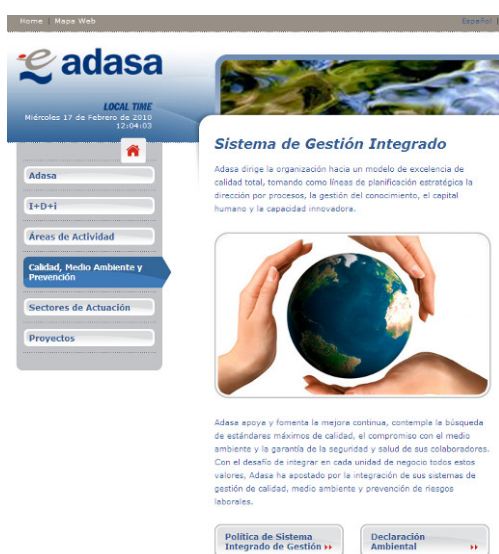 Home | Mapa Web
Español |
adasa
LOCAL TIME
Miércoles 17 de Febrero de 2010
12:04:03
Adasa
I+D+i
Áreas de Actividad
Calidad, Medio Ambiente y
Prevención
Sectores de Actuación
Proyectos
Sistema de Gestión Integrado
Adasa dirige la organización hacia un modelo de excelencia de
calidad total, tomando como líneas de planificación estratégica la
dirección por procesos, la gestión del conocimiento, el capital
humano y la capacidad innovadora.
Adasa apoya y fomenta la mejora continua, contempla la búsqueda
de estándares máximos de calidad, el compromiso con el medio
ambiente y la garantía de la seguridad y salud de sus colaboradores.
Con el desafío de integrar en cada unidad de negocio todos estos
valores, Adasa ha apostado por la integración de sus sistemas de
gestión de calidad, medio ambiente y prevención de riesgos
laborales.
Política de Sistema
Integrado de Gestión
Declaración
Ambiental